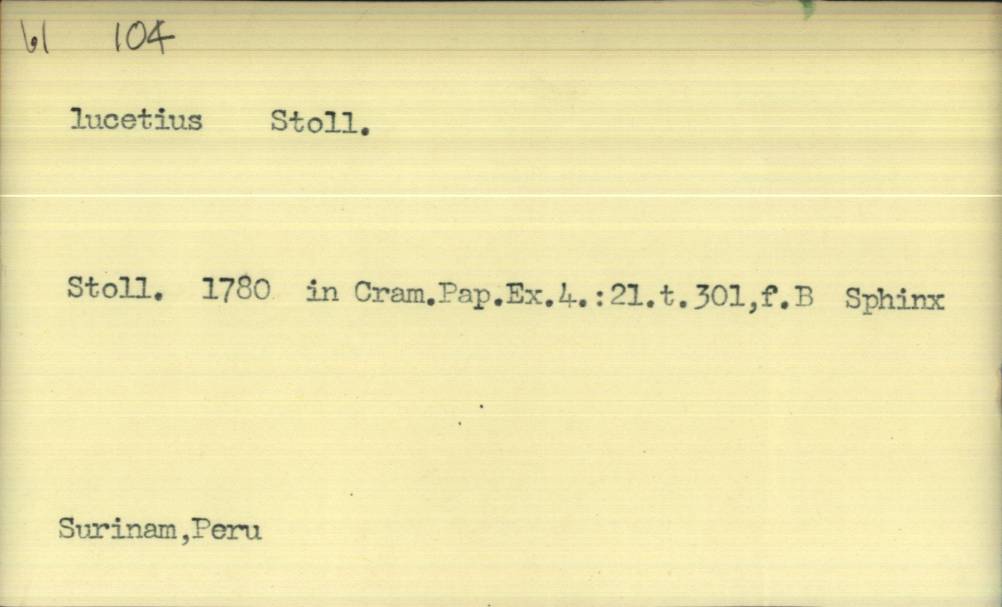 61 104
lucetius Stoll.
Stoll. 1780 in Cram.Pap.Ex.4.:21.t.301,f.B Sphinx
Surinam,Peru